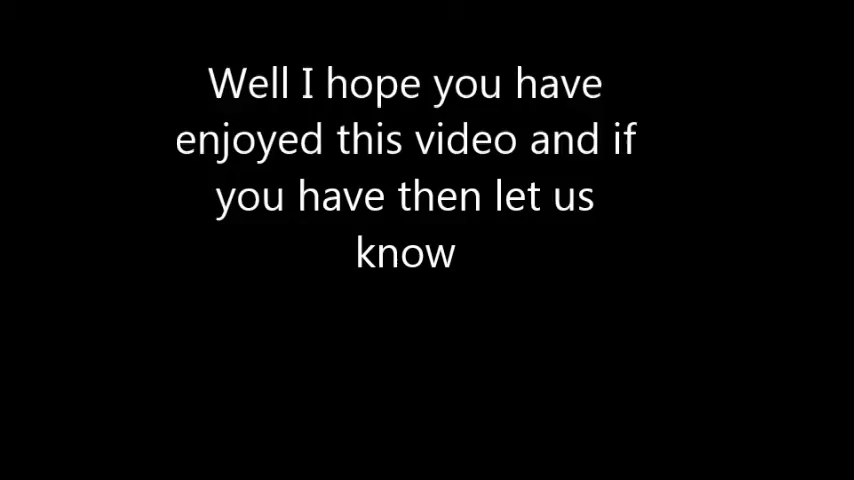 Well I hope you have
enjoyed this video and if
you have then let us
know